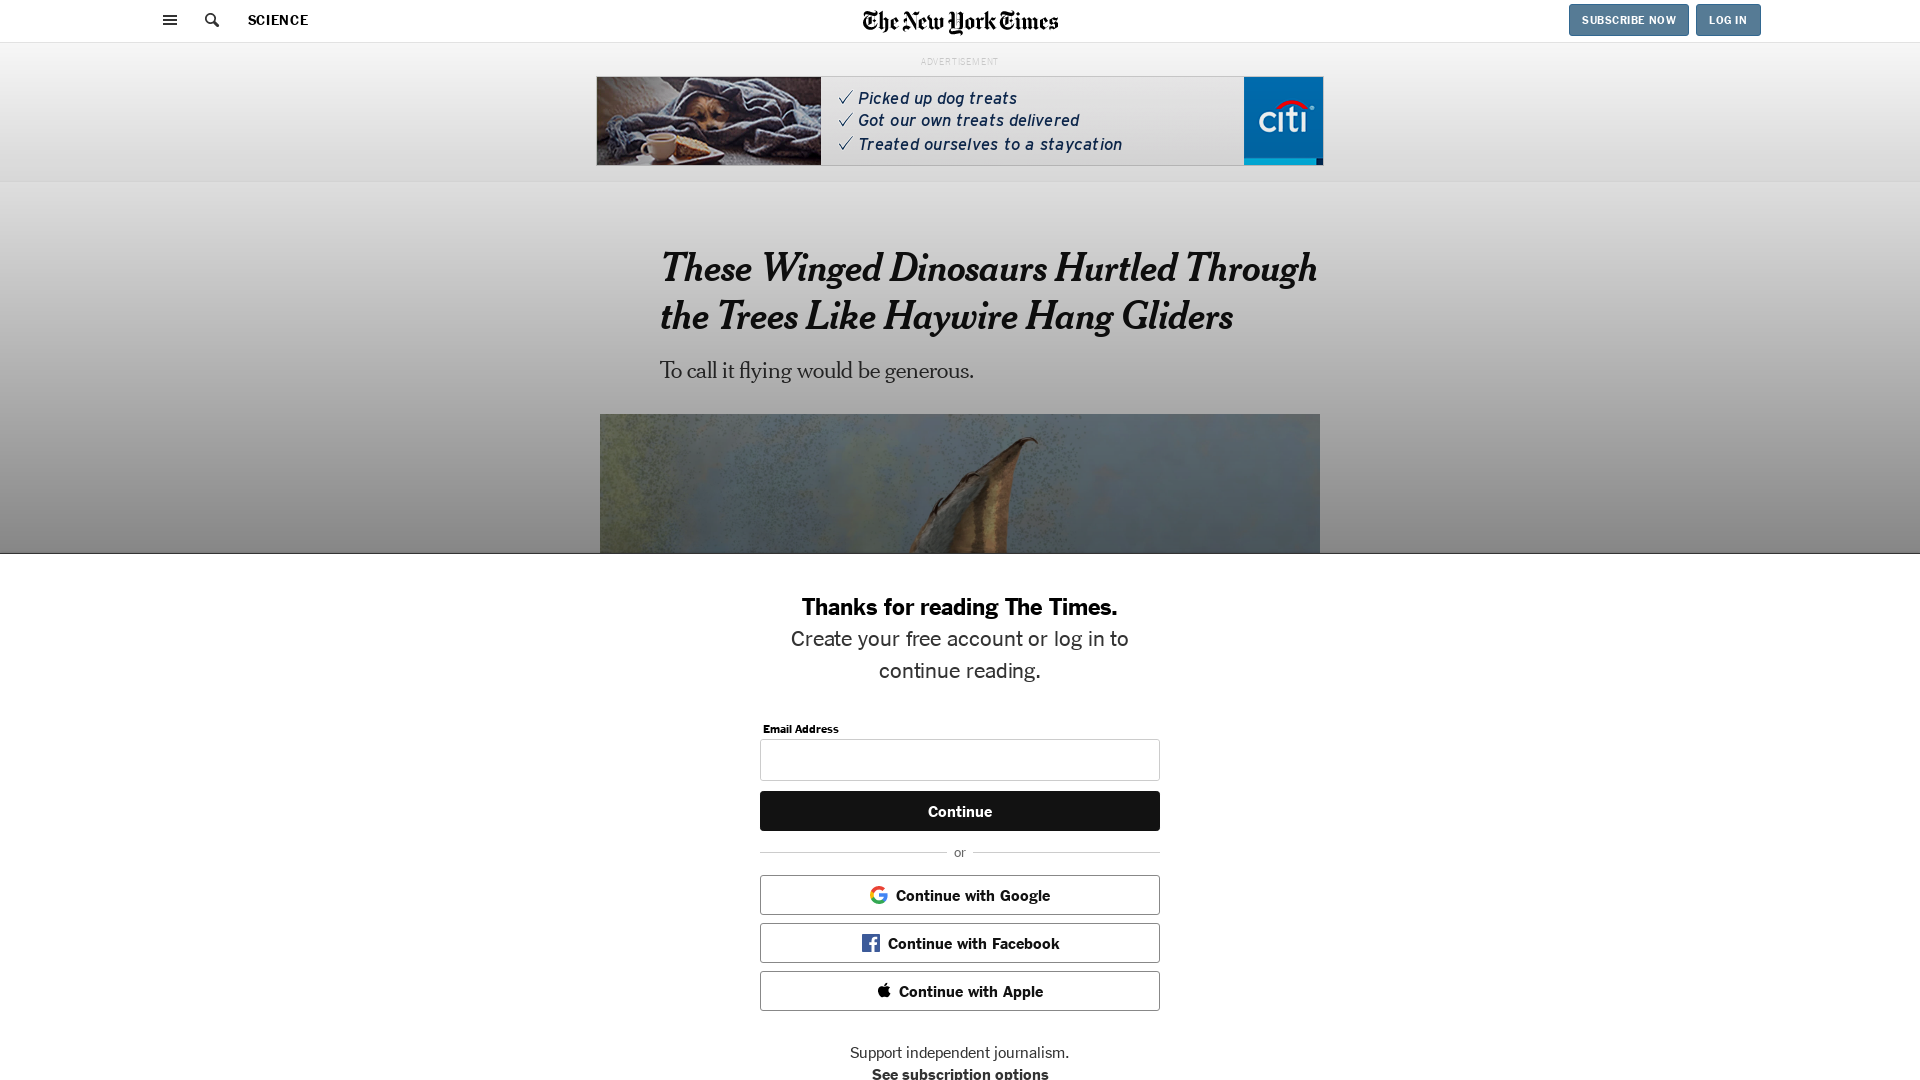 SCIENCE
The New York Times
SUBSCRIBE NOW
LOG IN
ADVERTISEMENT
✓ Picked up dog treats
✓ Got our own treats delivered
✓ Treated ourselves to a staycation
citi®
These Winged Dinosaurs Hurtled Through
the Trees Like Haywire Hang Gliders
To call it flying would be generous.
Thanks for reading The Times.
Create your free account or log in to
continue reading.
Email Address
Continue
or
Continue with Google
Continue with Facebook
Continue with Apple
Support independent journalism.
See subscription options